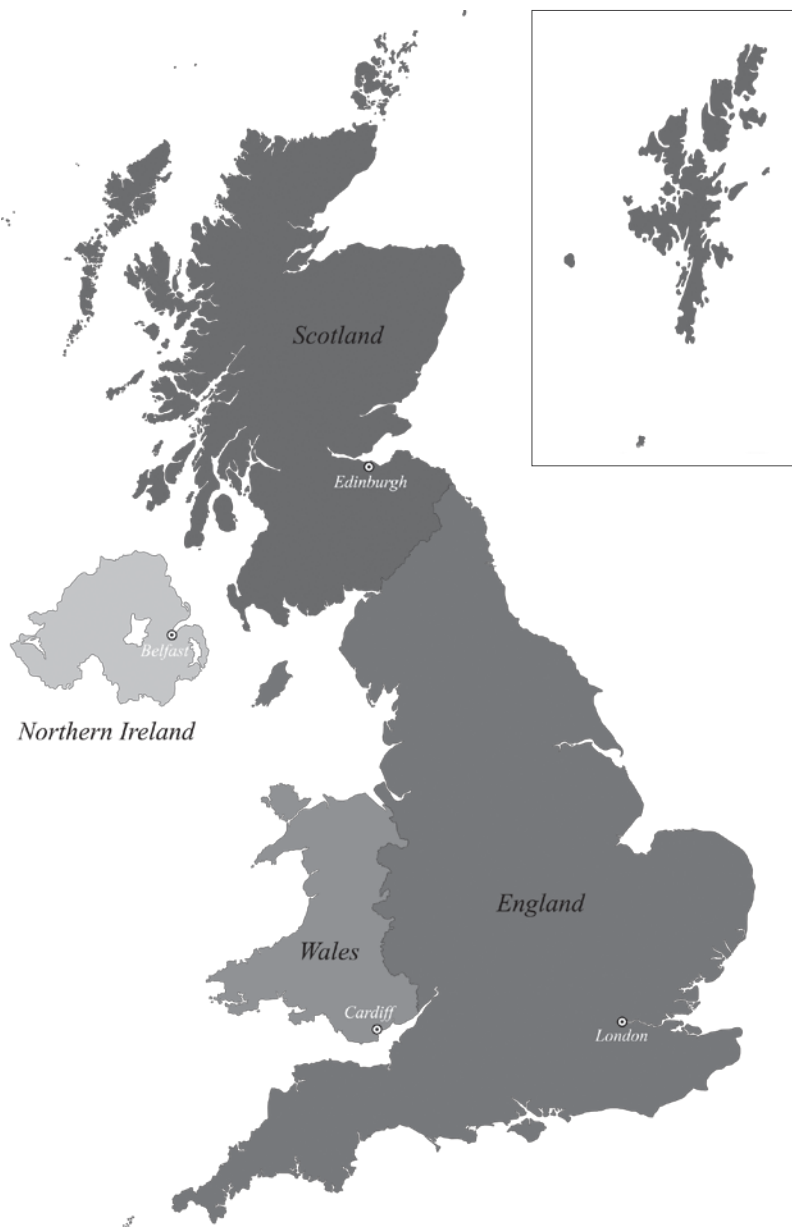 Scotland
Edinburgh
Belfast
Northern Ireland
England
Wales
Cardiff
London